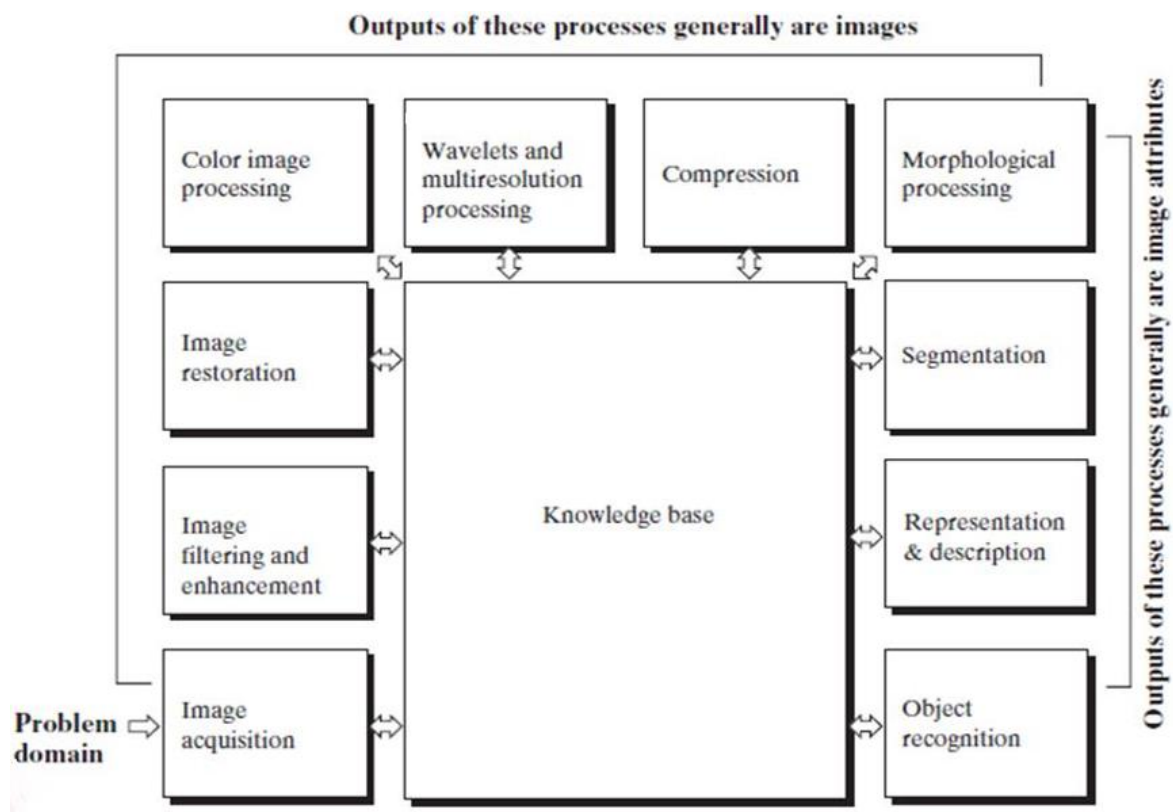 Outputs of these processes generally are images
Color image
processing
Wavelets and
multiresolution
processing
Compression
Morphological
processing
Image
restoration
Segmentation
Image
filtering and
enhancement
Knowledge base
Representation
& description
Problem
domain
Image
acquisition
Object
recognition
Outputs of these processes generally are image attributes